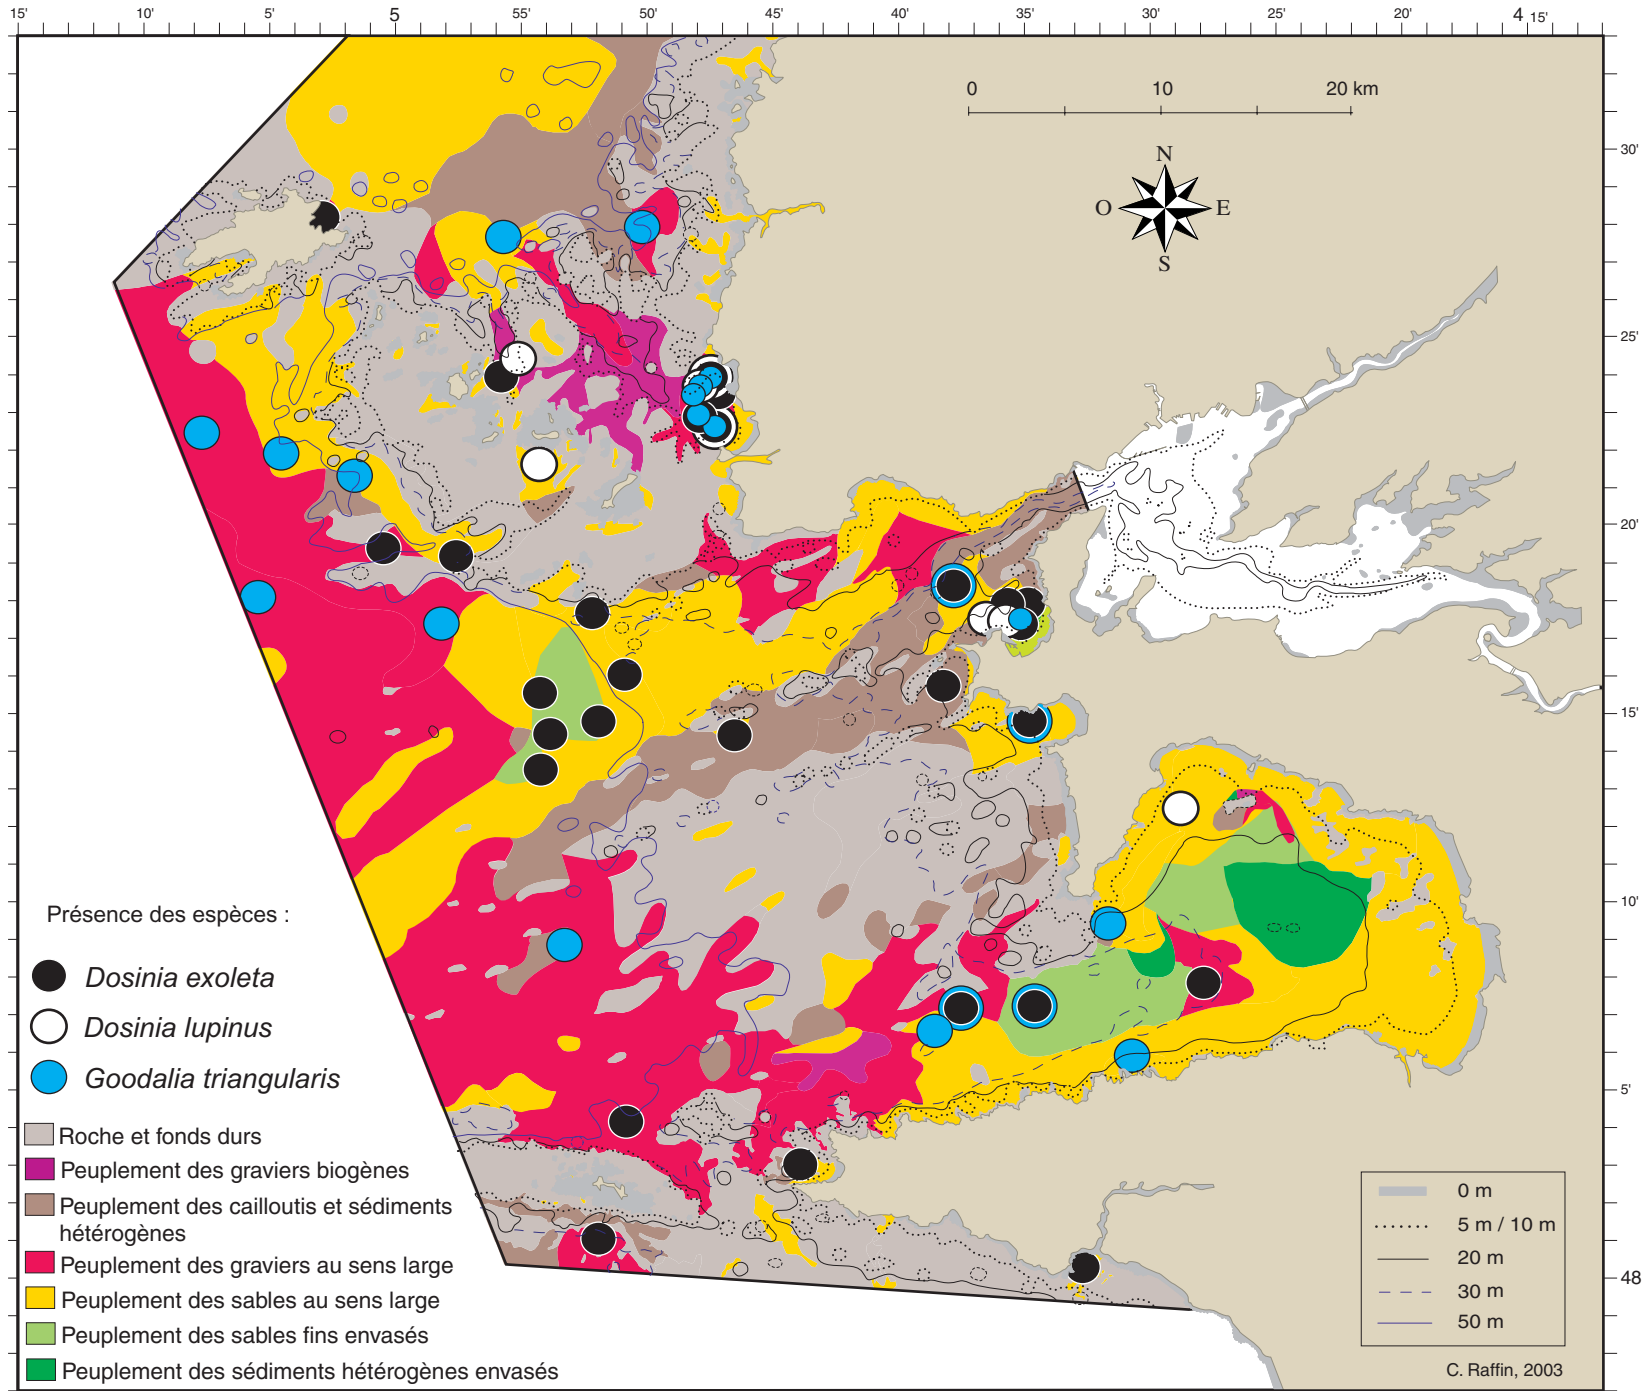 15' 10' 5' 5 55' 50' 45' 40' 35' 30' 25' 20' 4 15'
0 10 20 km
N
O E
S
30'
25'
20'
15'
10'
5'
48
Présence des espèces :
Dosinia exoleta
Dosinia lupinus
Goodalia triangularis
Roche et fonds durs
Peuplement des graviers biogènes
Peuplement des cailloutis et sédiments
hétérogènes
Peuplement des graviers au sens large
Peuplement des sables au sens large
Peuplement des sables fins envasés
Peuplement des sédiments hétérogènes envasés
0 m
5 m / 10 m
20 m
30 m
50 m
C. Raffin, 2003